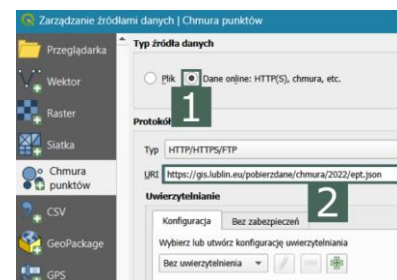 Zarządzanie źródłami danych | Chmura punktów
Przeglądarka
Wektor
Raster
Siatka
Chmura punktów
CSV
GeoPackage
GPS
Typ źródła danych
Plik
Dane online: HTTP(S), chmura, etc.
1
Protokół
Typ HTTP/HTTPS/FTP
URI https://gis.lublin.eu/pobierzdane/chmura/2022/ept.json
2
Uwierzytelnianie
Konfiguracja Bez zabezpieczeń
Wybierz lub utwórz konfigurację uwierzytelniania
Bez uwierzytelnienia